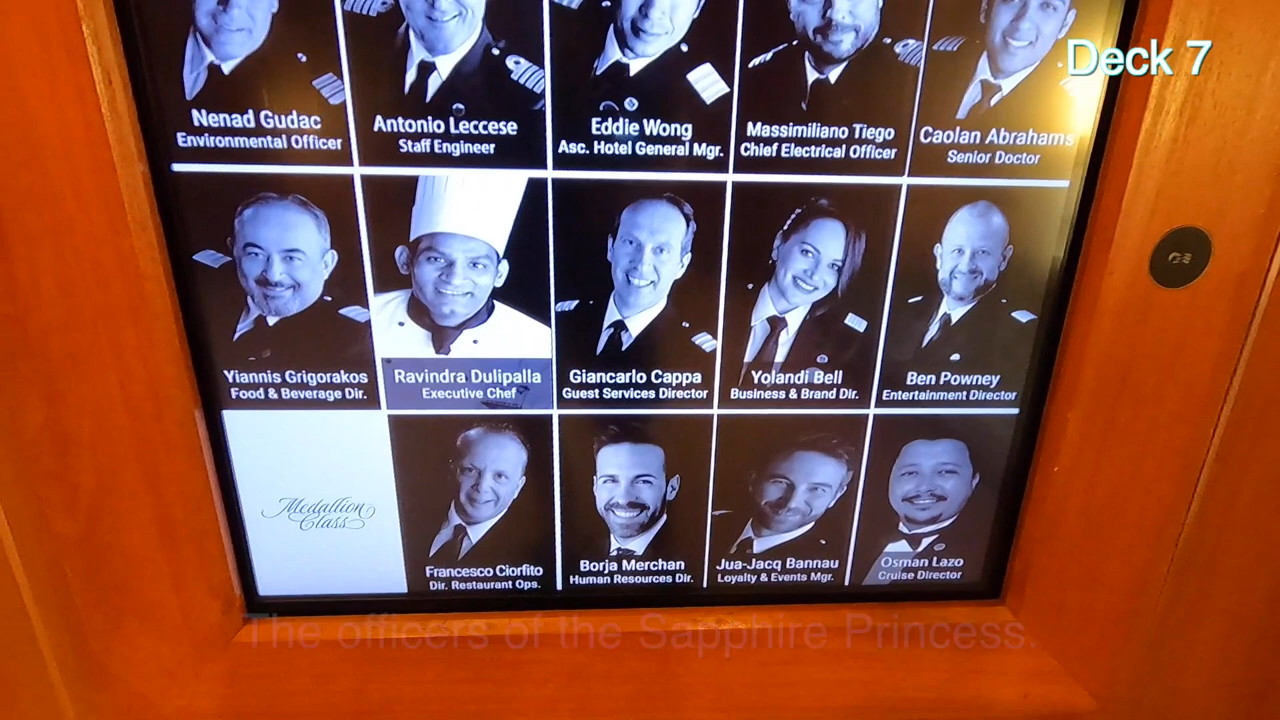 Deck 7
Nenad Gudac
Environmental Officer
Antonio Leccese
Staff Engineer
Eddie Wong
Asc. Hotel General Mgr.
Massimiliano Tiego
Chief Electrical Officer
Caolan Abrahams
Senior Doctor
Yiannis Grigorakos
Food & Beverage Dir.
Ravindra Dulipalla
Executive Chef
Giancarlo Cappa
Guest Services Director
Yolandi Bell
Business & Brand Dir.
Ben Powney
Entertainment Director
Medallion
Class
Francesco Ciorfito
Dir. Restaurant Ops.
Borja Merchan
Human Resources Dir.
Jua-Jacq Bannau
Loyalty & Events Mgr.
Osman Lazo
Cruise Director
The officers of the Sapphire Princess.